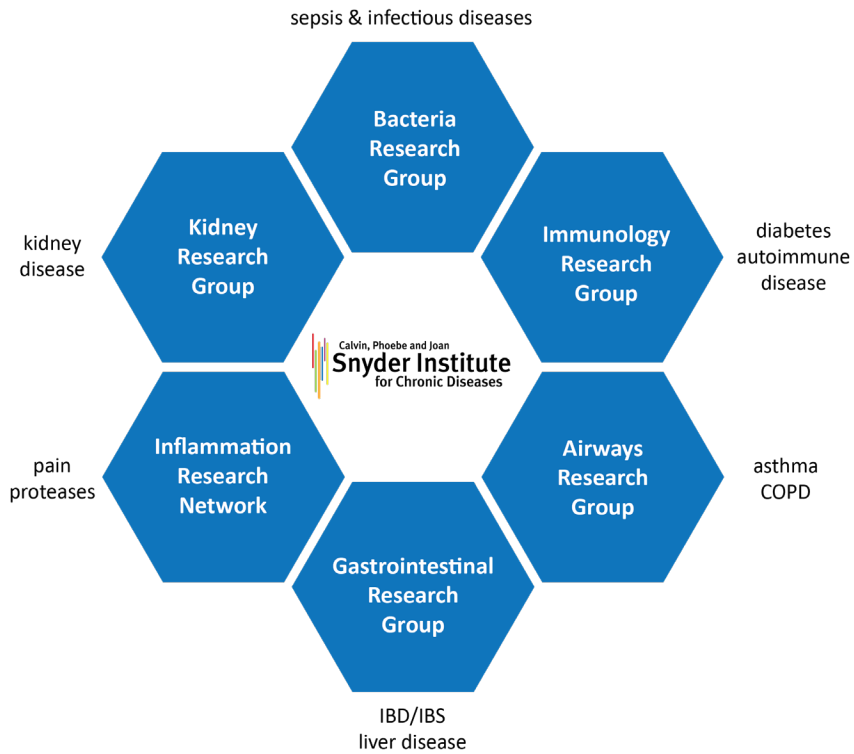 sepsis & infectious diseases
Bacteria
Research
Group
Kidney
Research
Group
kidney
disease
Immunology
Research
Group
diabetes
autoimmune
disease
Calvin, Phoebe and Joan
Snyder Institute
for Chronic Diseases
Inflammation
Research
Network
pain
proteases
Airways
Research
Group
asthma
COPD
Gastrointestinal
Research
Group
IBD/IBS
liver disease